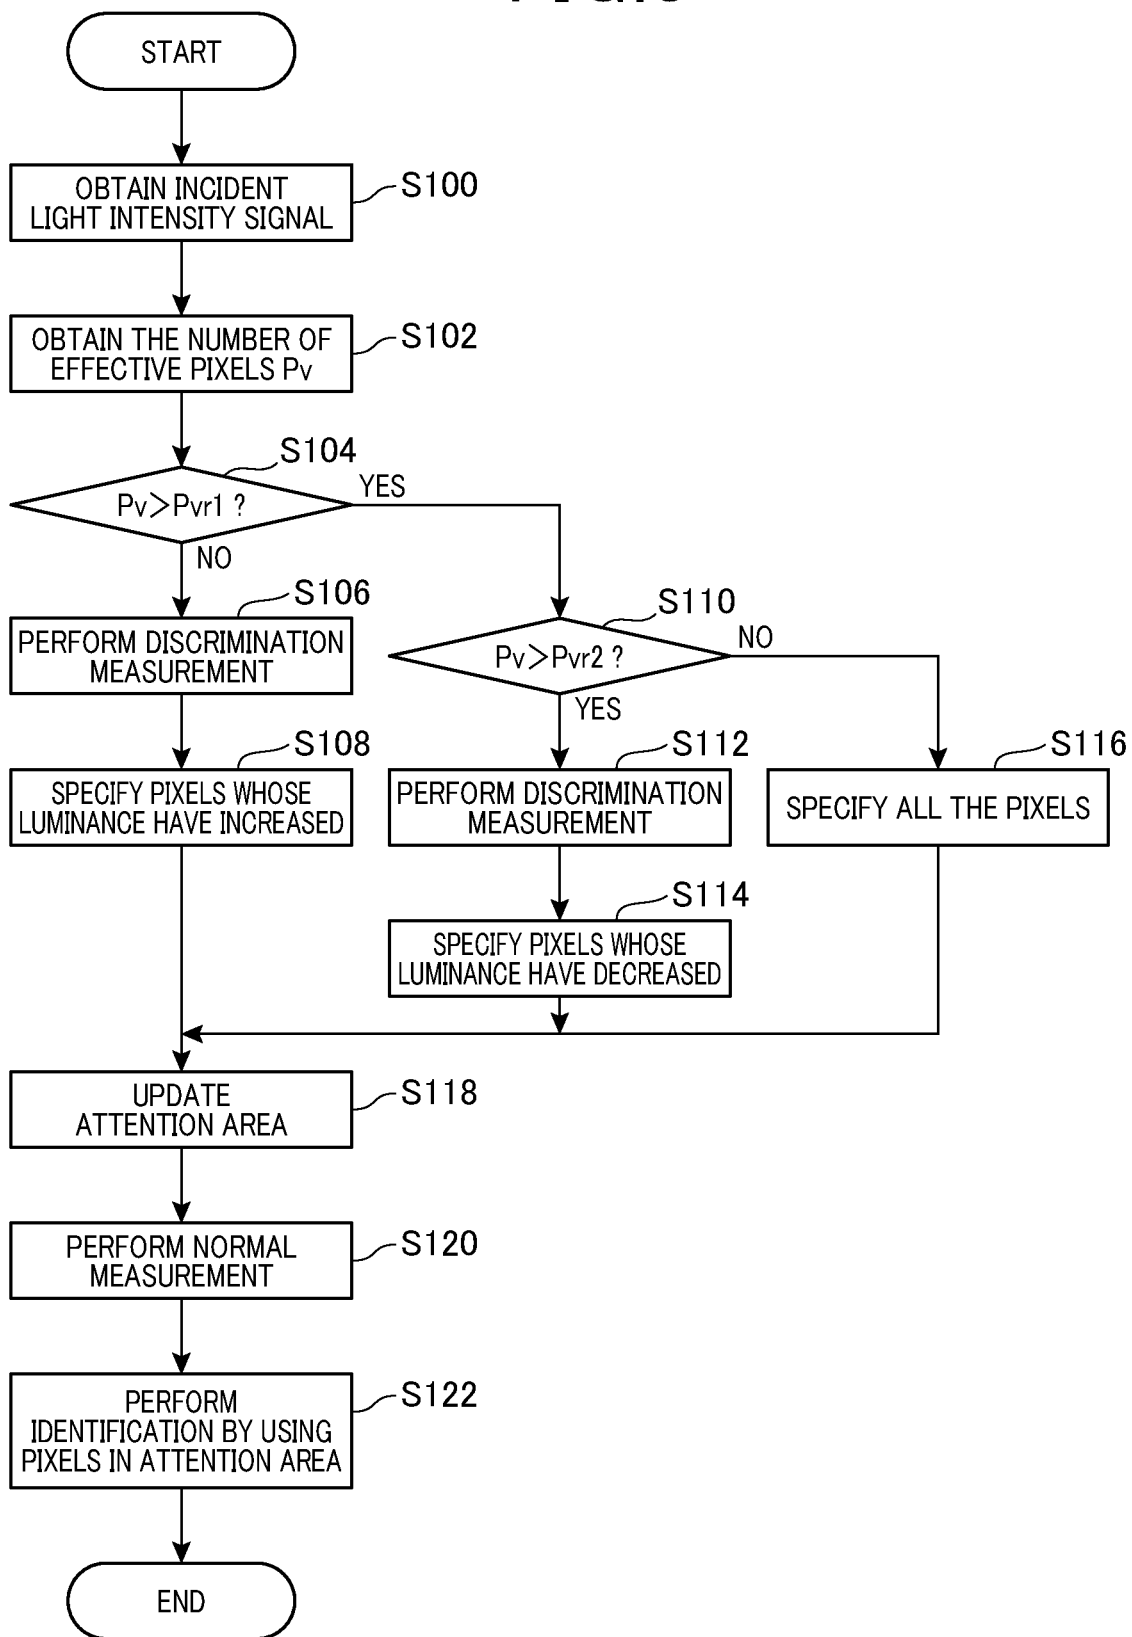 START
OBTAIN INCIDENT
LIGHT INTENSITY SIGNAL
S100
OBTAIN THE NUMBER OF
EFFECTIVE PIXELS Pv
S102
S104
Pv>Pvr1 ?
YES
NO
S106
PERFORM DISCRIMINATION
MEASUREMENT
S110
Pv>Pvr2 ?
NO
YES
S108
SPECIFY PIXELS WHOSE
LUMINANCE HAVE INCREASED
S112
PERFORM DISCRIMINATION
MEASUREMENT
S116
SPECIFY ALL THE PIXELS
S114
SPECIFY PIXELS WHOSE
LUMINANCE HAVE DECREASED
UPDATE
ATTENTION AREA
S118
PERFORM NORMAL
MEASUREMENT
S120
PERFORM
IDENTIFICATION BY USING
PIXELS IN ATTENTION AREA
S122
END